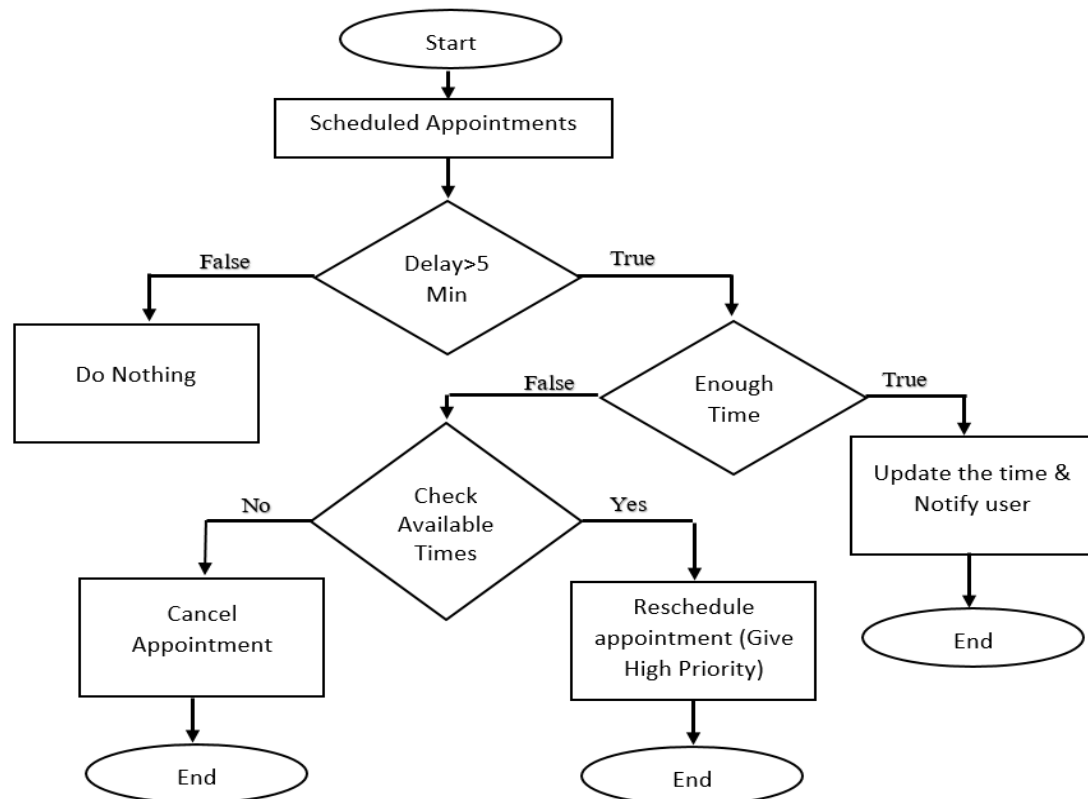 Start
Scheduled Appointments
False
Delay>5
Min
True
Do Nothing
False
Enough
Time
True
No
Check
Available
Times
Yes
Update the time &
Notify user
Cancel
Appointment
Reschedule
appointment (Give
High Priority)
End
End
End